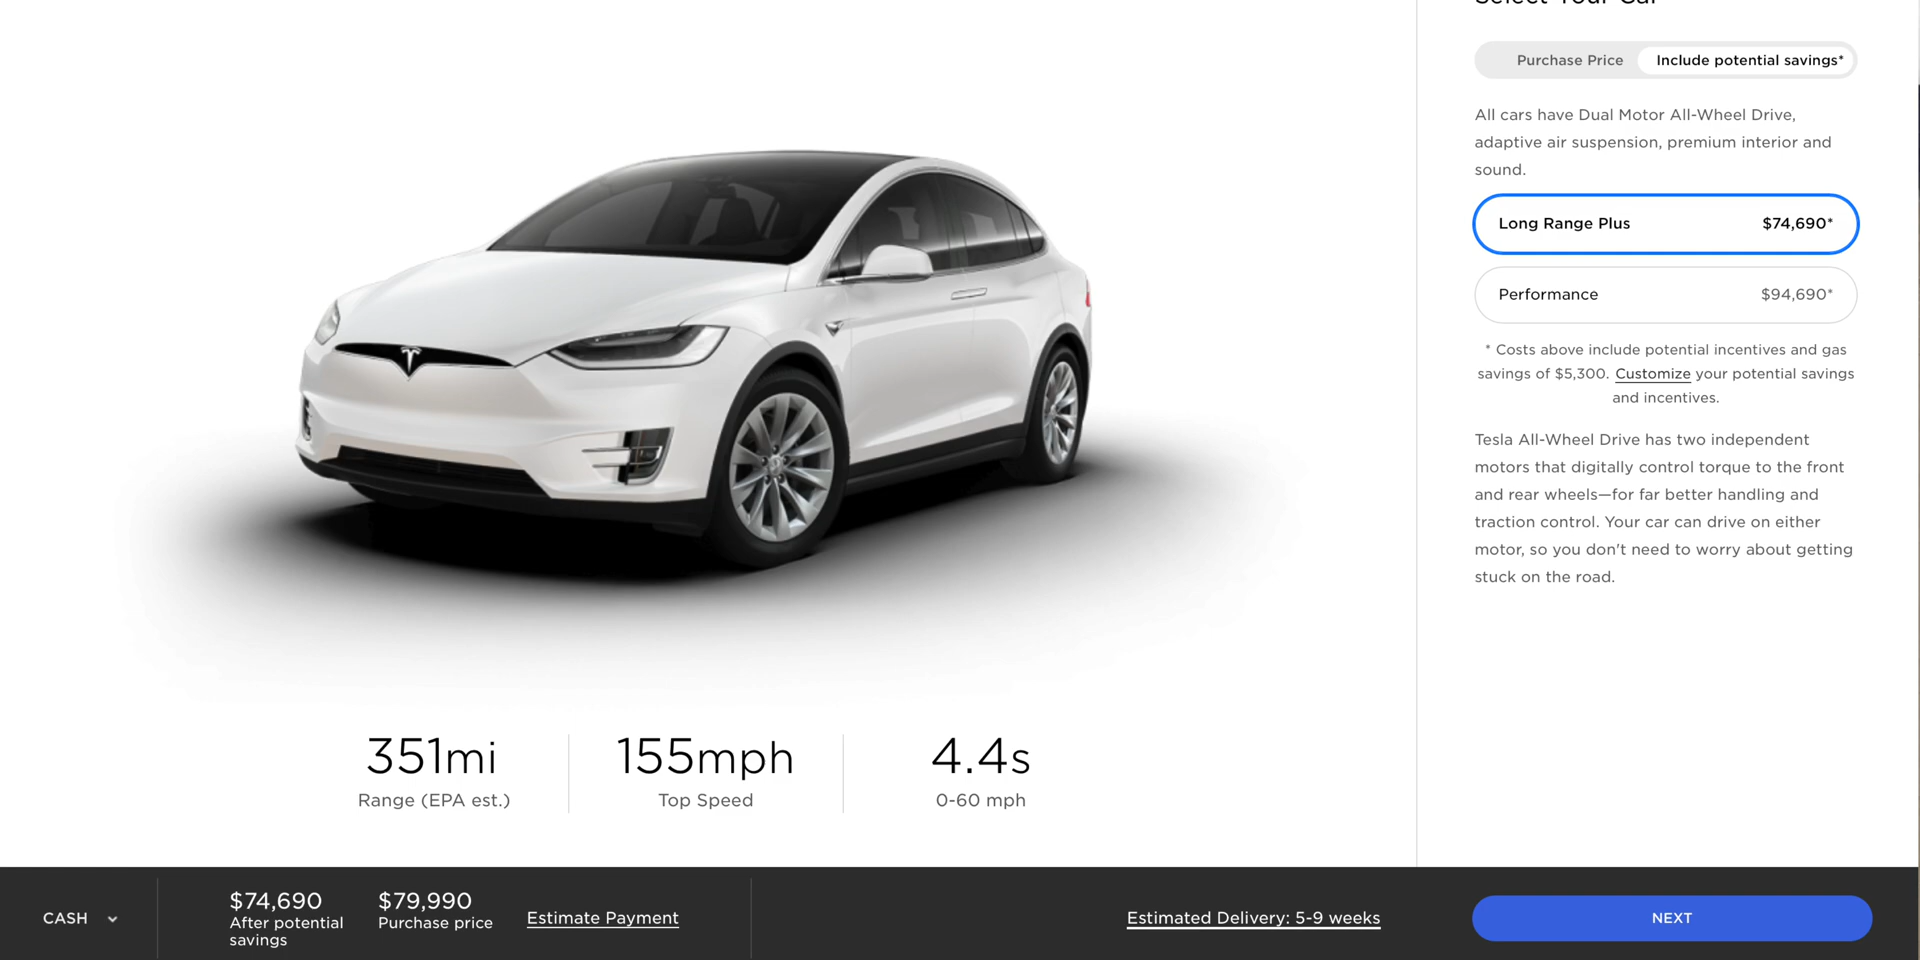 Select Your Car
Purchase Price
Include potential savings*
All cars have Dual Motor All-Wheel Drive,
adaptive air suspension, premium interior and
sound.
Long Range Plus $74,690*
Performance $94,690*
* Costs above include potential incentives and gas
savings of $5,300. Customize your potential savings
and incentives.
Tesla All-Wheel Drive has two independent
motors that digitally control torque to the front
and rear wheels—for far better handling and
traction control. Your car can drive on either
motor, so you don't need to worry about getting
stuck on the road.
351mi
Range (EPA est.)
155mph
Top Speed
4.4s
0-60 mph
CASH
$74,690
After potential
savings
$79,990
Purchase price
Estimate Payment
Estimated Delivery: 5-9 weeks
NEXT